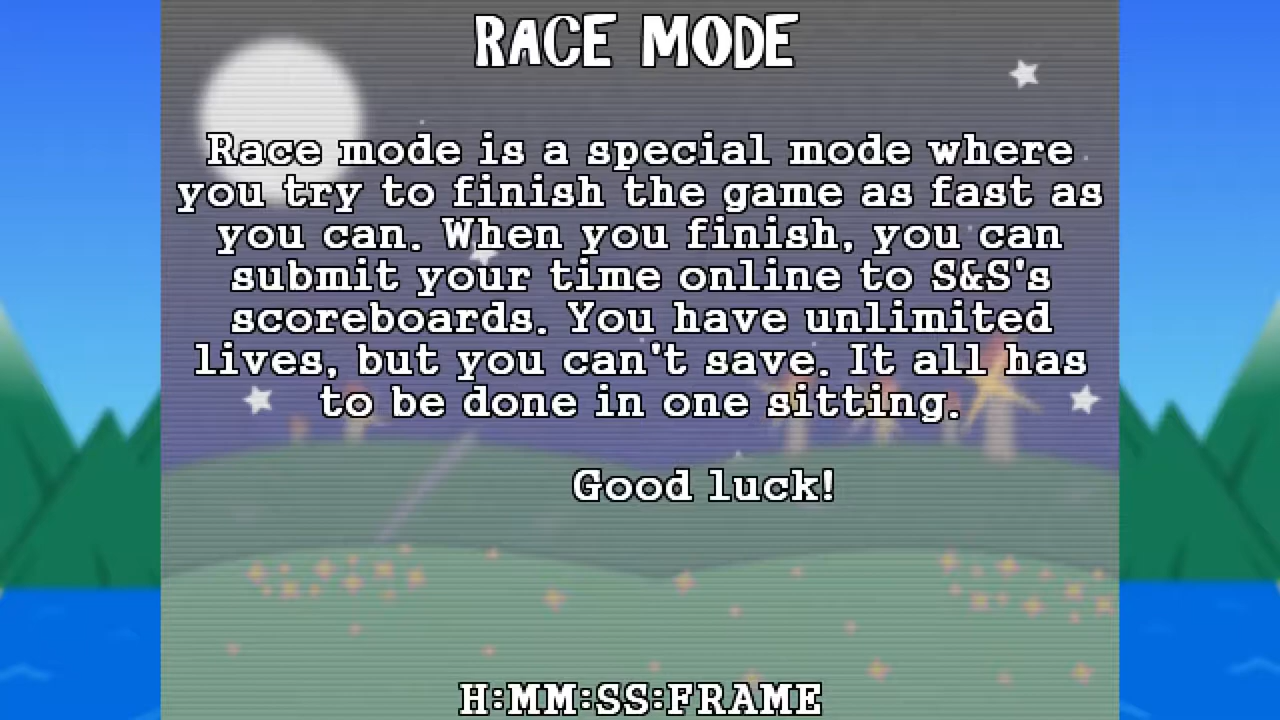 RACE MODE
Race mode is a special mode where
you try to finish the game as fast as
you can. When you finish, you can
submit your time online to S&S's
scoreboards. You have unlimited
lives, but you can't save. It all has
to be done in one sitting.
Good luck!
H:MM:SS:FRAME